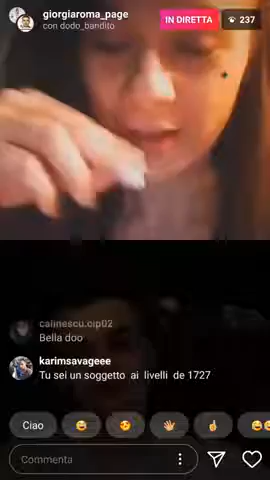 giorgiaroma_page
con dodo_bandito
IN DIRETTA
237
calinescu.cip02
Bella doo
karimsavageee
Tu sei un soggetto ai livelli de 1727
Ciao
Commenta